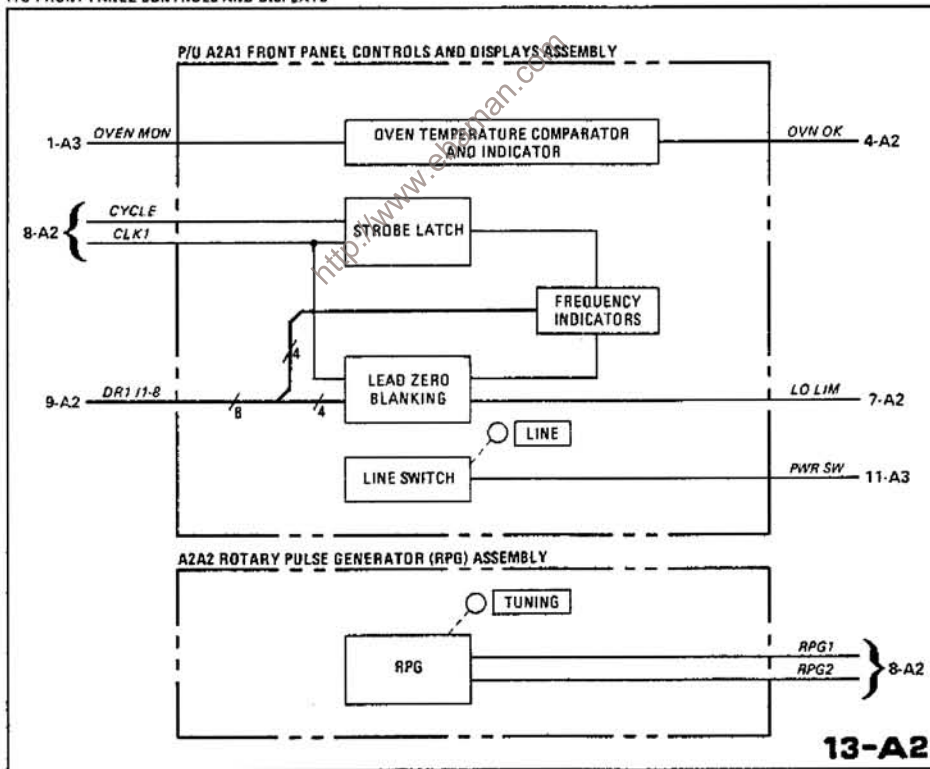 P/O A2A1 FRONT PANEL CONTROLS AND DISPLAYS ASSEMBLY
1-A3 OVEN MON
OVEN TEMPERATURE COMPARATOR
AND INDICATOR
OVN OK 4-A2
8-A2 { CYCLE
CLK1
STROBE LATCH
FREQUENCY
INDICATORS
4
9-A2 DR1 I1-8
8
4
LEAD ZERO
BLANKING
LO LIM 7-A2
LINE
LINE SWITCH
PWR SW 11-A3
A2A2 ROTARY PULSE GENERATOR (RPG) ASSEMBLY
TUNING
RPG
RPG1
RPG2 } 8-A2
13-A2